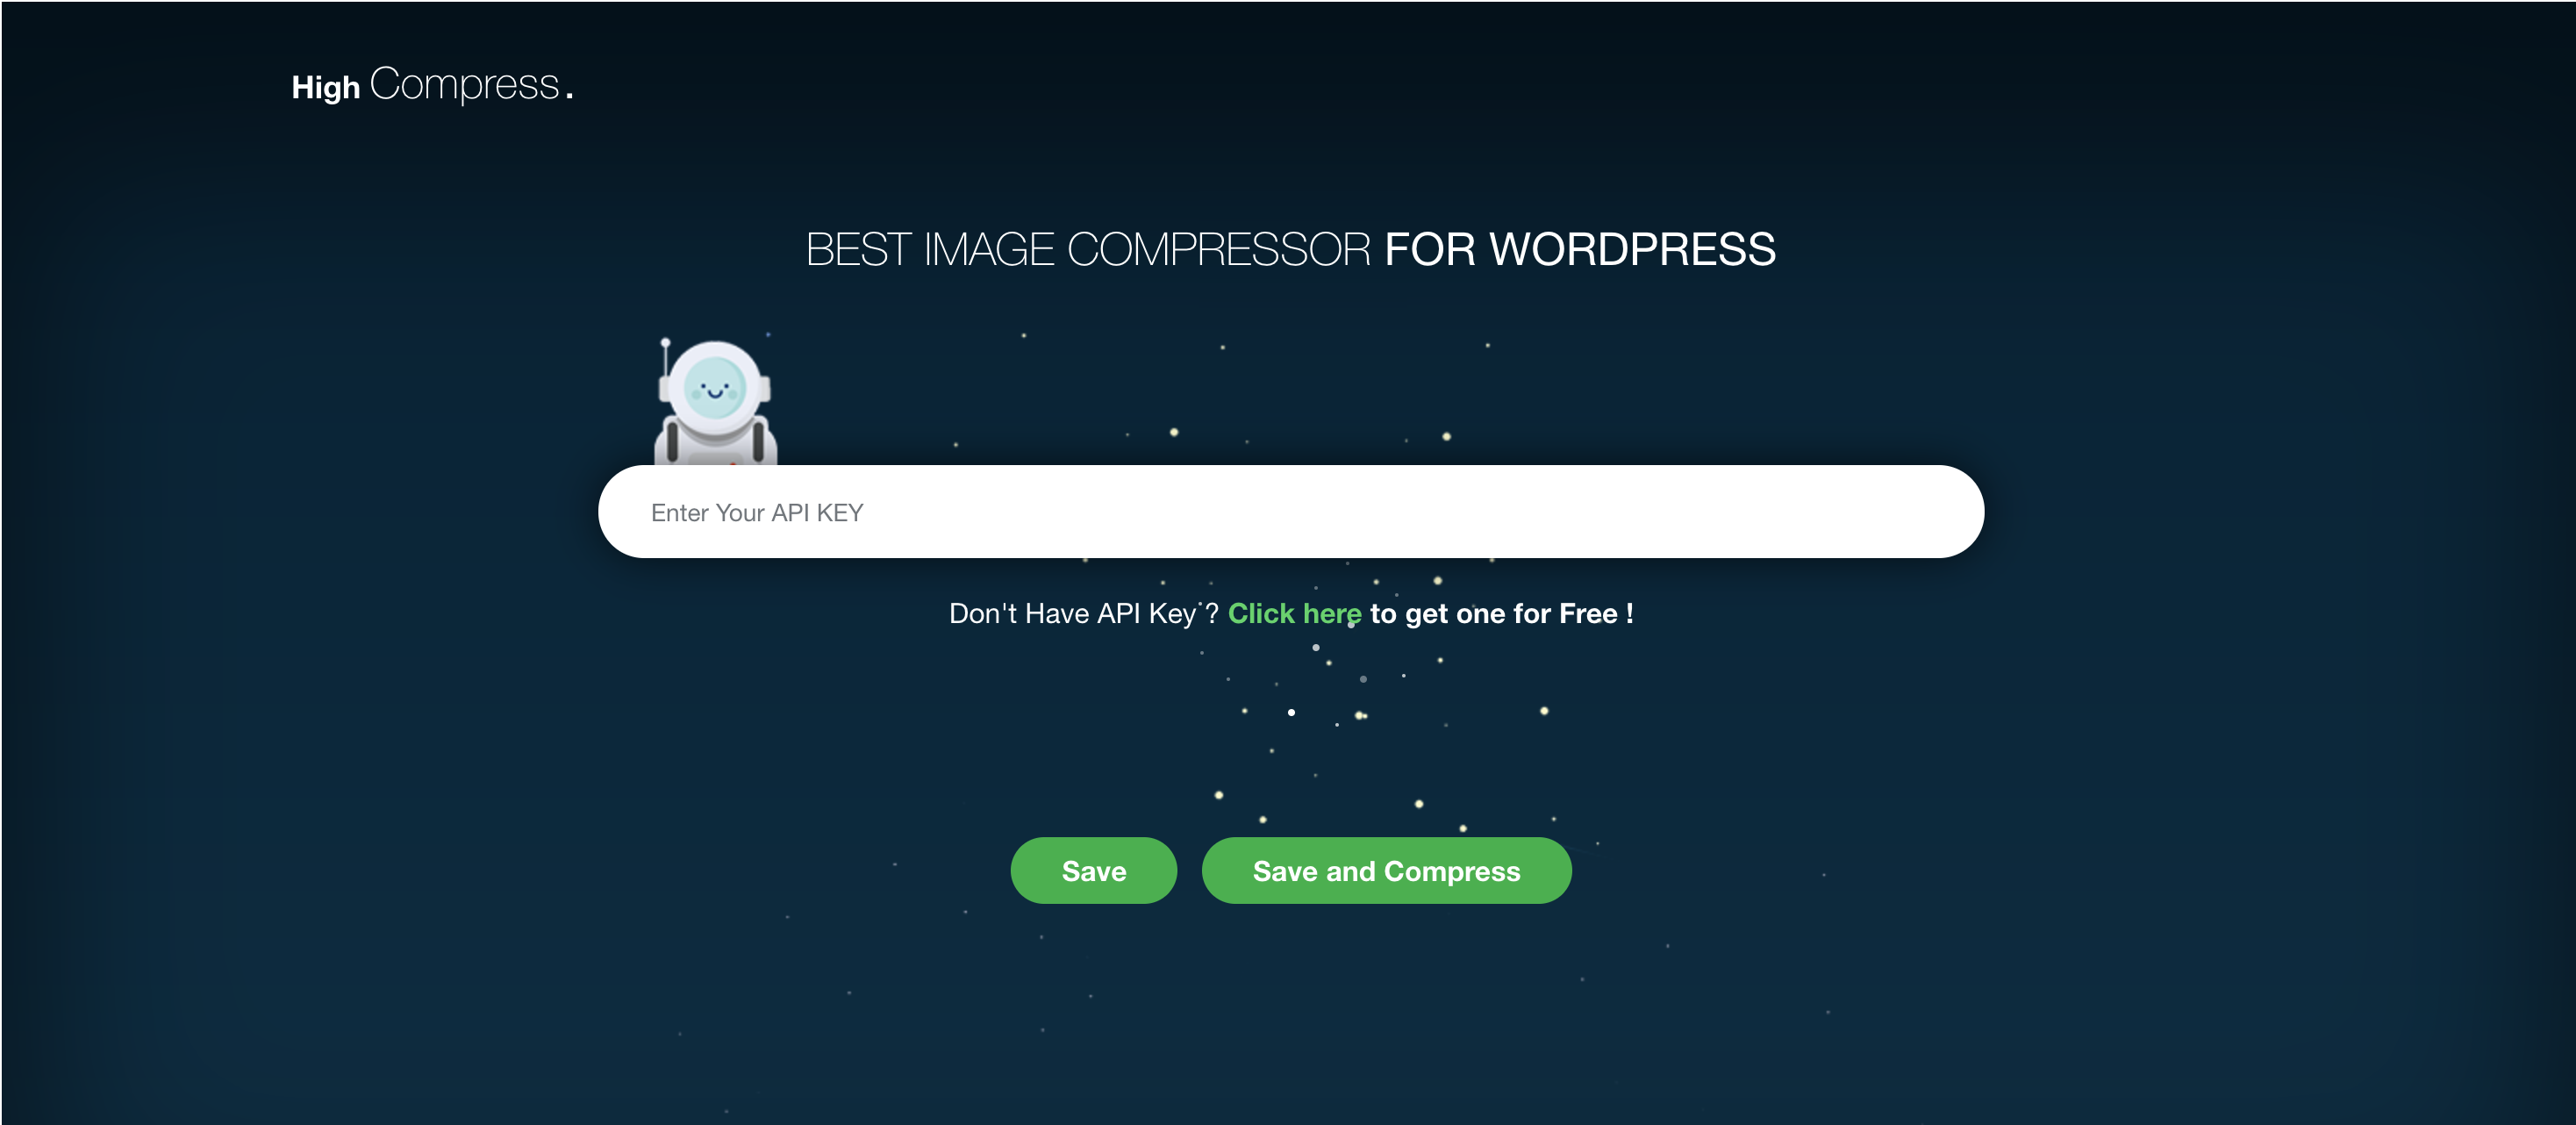 High Compress.
BEST IMAGE COMPRESSOR FOR WORDPRESS
Enter Your API KEY
Don't Have API Key ? Click here to get one for Free !
Save
Save and Compress